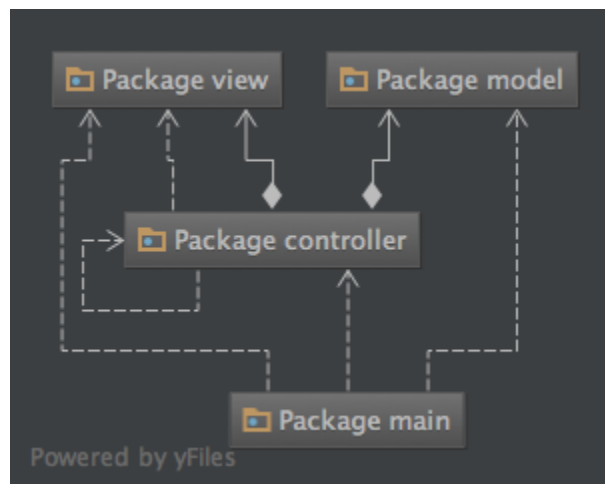 Package view
Package model
Package controller
Package main
Powered by yFiles